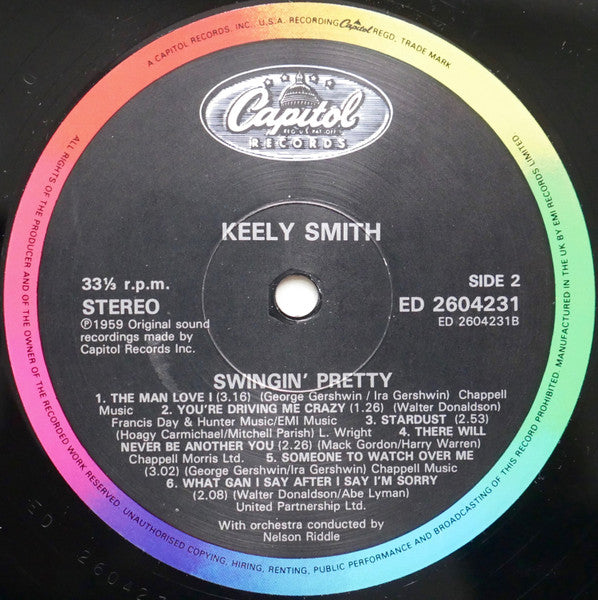 A CAPITOL RECORDS, INC., U.S.A. RECORDING Capitol REGD. TRADE MARK
ALL RIGHTS OF THE PRODUCER AND OF THE OWNER OF THE RECORDED WORK RESERVED. UNAUTHORISED COPYING, HIRING, RENTING, PUBLIC PERFORMANCE AND BROADCASTING OF THIS RECORD PROHIBITED. MANUFACTURED IN THE UK BY EMI RECORDS LIMITED.
Capitol
REG. U.S. PAT. OFF.
RECORDS
KEELY SMITH
33⅓ r.p.m. SIDE 2
STEREO ED 2604231
℗1959 Original sound ED 2604231B
recordings made by
Capitol Records Inc.
SWINGIN' PRETTY
1. THE MAN LOVE I (3.16) (George Gershwin / Ira Gershwin) Chappell
Music 2. YOU'RE DRIVING ME CRAZY (1.26) (Walter Donaldson)
Francis Day & Hunter Music/EMI Music 3. STARDUST (2.53)
(Hoagy Carmichael/Mitchell Parish) L. Wright 4. THERE WILL
NEVER BE ANOTHER YOU (2.26) (Mack Gordon/Harry Warren)
Chappell Morris Ltd. 5. SOMEONE TO WATCH OVER ME
(3.02) (George Gershwin/Ira Gershwin) Chappell Music
6. WHAT GAN I SAY AFTER I SAY I'M SORRY
(2.08) (Walter Donaldson/Abe Lyman)
United Partnership Ltd.
With orchestra conducted by
Nelson Riddle
ED 260423